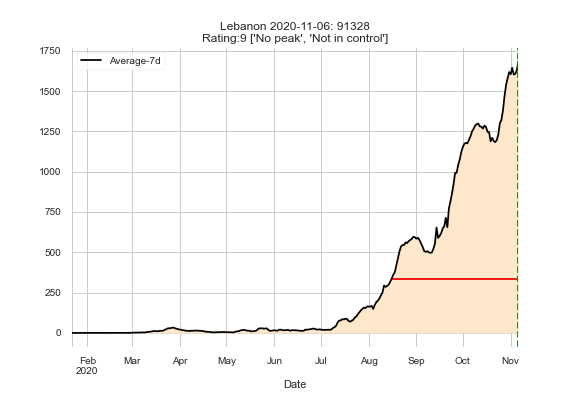 Lebanon 2020-11-06: 91328
Rating:9 ['No peak', 'Not in control']
Average-7d
1750
1500
1250
1000
750
500
250
0
Feb Mar Apr May Jun Jul Aug Sep Oct Nov
2020
Date